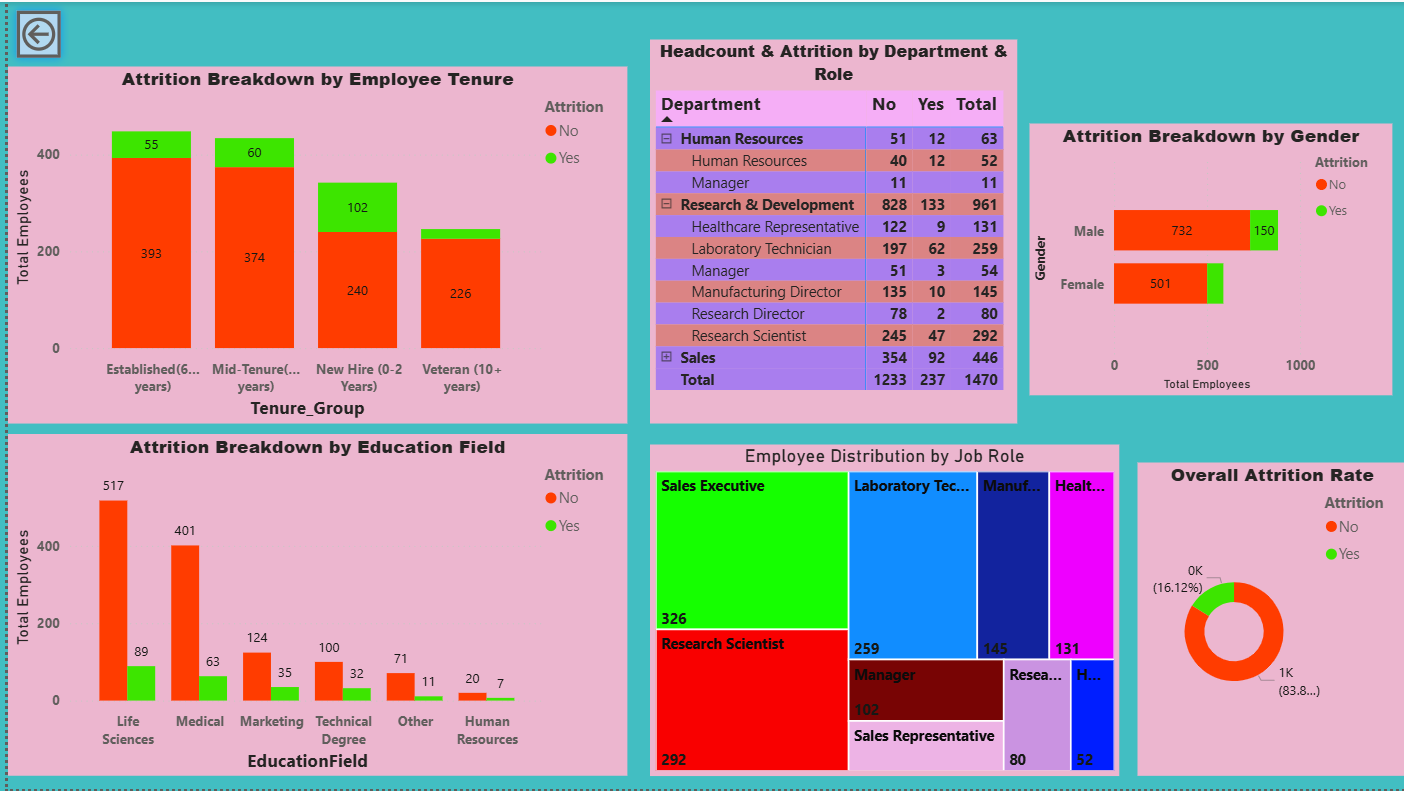 Attrition Breakdown by Employee Tenure
Attrition
No
Yes
Total Employees
400
200
0
55
393
60
374
102
240
226
Established(6... years)
Mid-Tenure(... years)
New Hire (0-2 Years)
Veteran (10+ years)
Tenure_Group
Headcount & Attrition by Department &
Role
Department No Yes Total
Human Resources 51 12 63
Human Resources 40 12 52
Manager 11 11
Research & Development 828 133 961
Healthcare Representative 122 9 131
Laboratory Technician 197 62 259
Manager 51 3 54
Manufacturing Director 135 10 145
Research Director 78 2 80
Research Scientist 245 47 292
Sales 354 92 446
Total 1233 237 1470
Attrition Breakdown by Gender
Attrition
No
Yes
Gender
Male 732 150
Female 501
0 500 1000
Total Employees
Attrition Breakdown by Education Field
Attrition
No
Yes
Total Employees
400
200
0
517 89
401 63
124 35
100 32
71 11
20 7
Life Sciences
Medical
Marketing
Technical Degree
Other
Human Resources
EducationField
Employee Distribution by Job Role
Sales Executive
326
Research Scientist
292
Laboratory Tec...
259
Manuf...
145
Healt...
131
Manager
102
Sales Representative
Resea...
80
H...
52
Overall Attrition Rate
Attrition
No
Yes
0K
(16.12%)
1K
(83.8...)